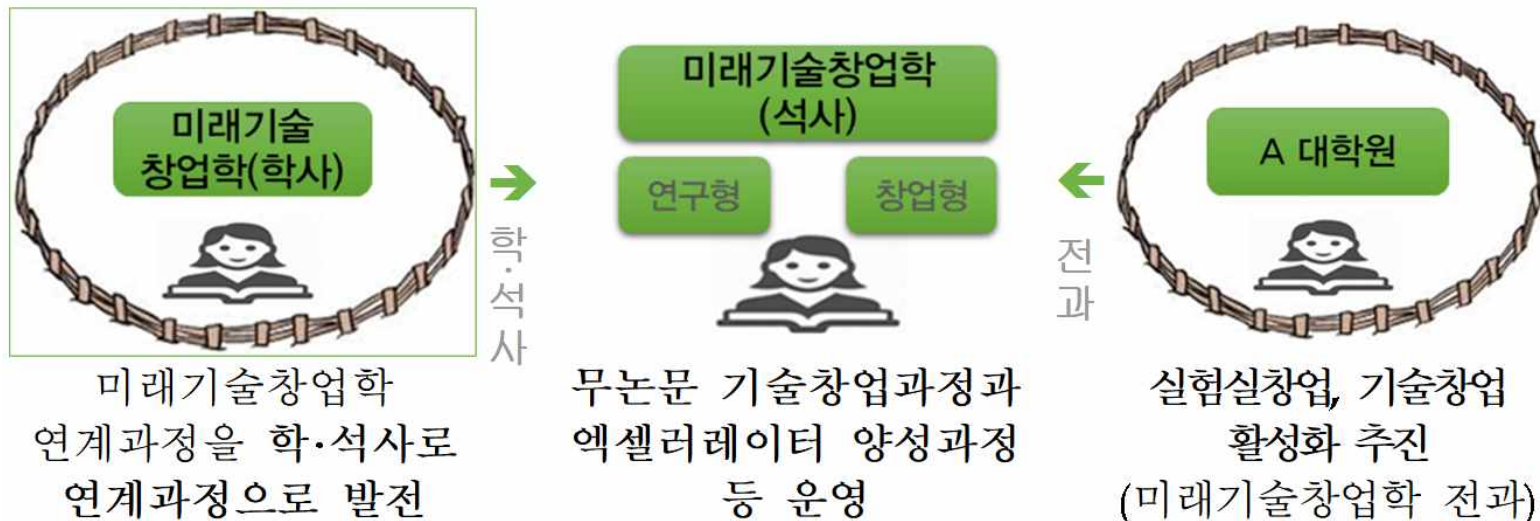 미래기술
창업학(학사)
학·석사
미래기술창업학
연계과정을 학·석사로
연계과정으로 발전
미래기술창업학
(석사)
연구형
창업형
무논문 기술창업과정과
엑셀러레이터 양성과정
등 운영
전과
A 대학원
실험실창업, 기술창업
활성화 추진
(미래기술창업학 전과)